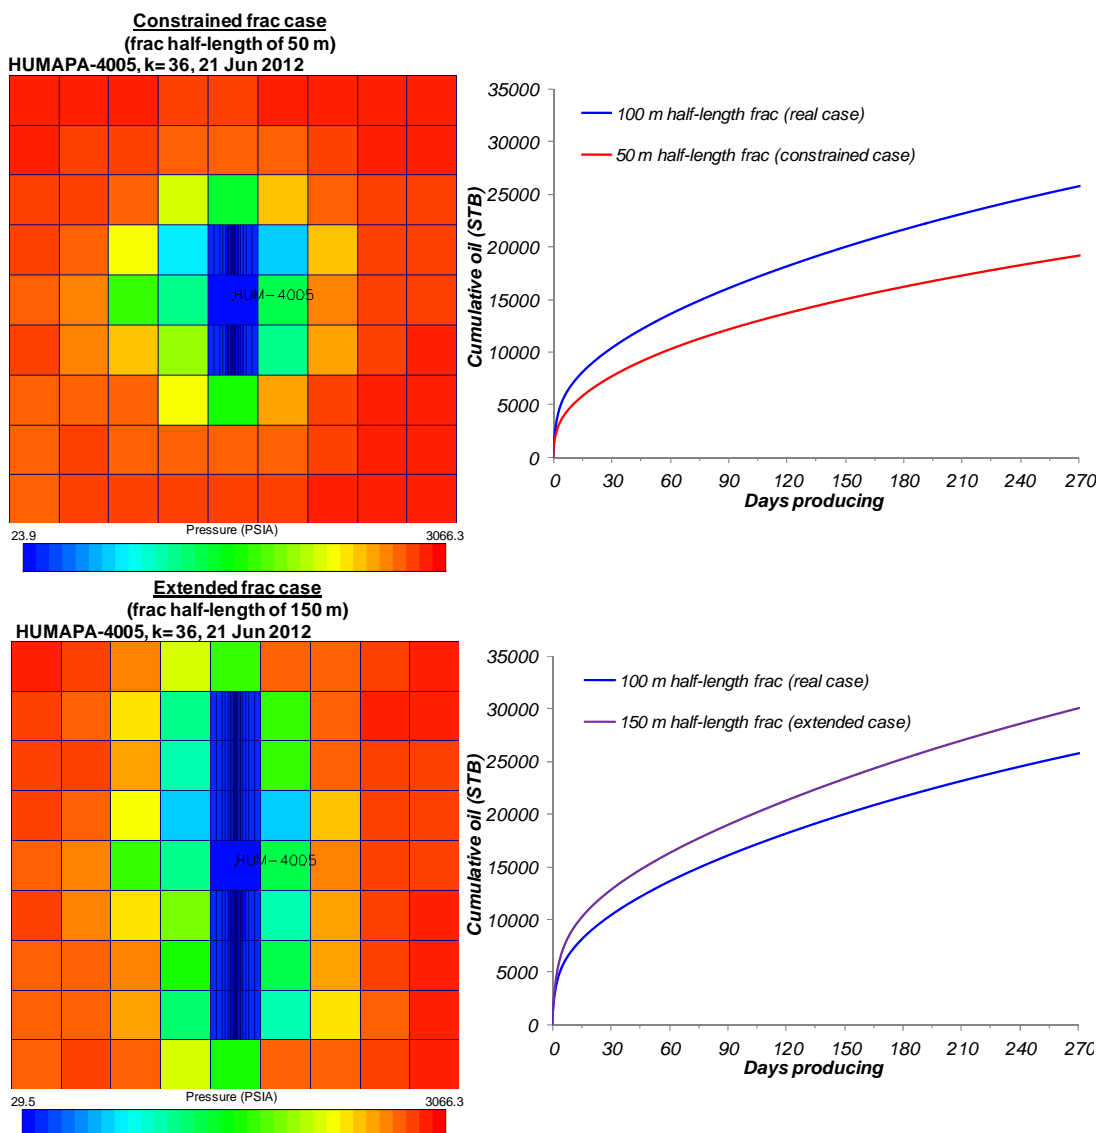 Constrained frac case
(frac half-length of 50 m)
HUMAPA-4005, k= 36, 21 Jun 2012
.HUM-4005
Pressure (PSIA)
23.9
3066.3
35000
30000
25000
20000
15000
10000
5000
0
Cumulative oil (STB)
100 m half-length frac (real case)
50 m half-length frac (constrained case)
0 30 60 90 120 150 180 210 240 270
Days producing
Extended frac case
(frac half-length of 150 m)
HUMAPA-4005, k= 36, 21 Jun 2012
.HUM-4005
Pressure (PSIA)
29.5
3066.3
35000
30000
25000
20000
15000
10000
5000
0
Cumulative oil (STB)
100 m half-length frac (real case)
150 m half-length frac (extended case)
0 30 60 90 120 150 180 210 240 270
Days producing